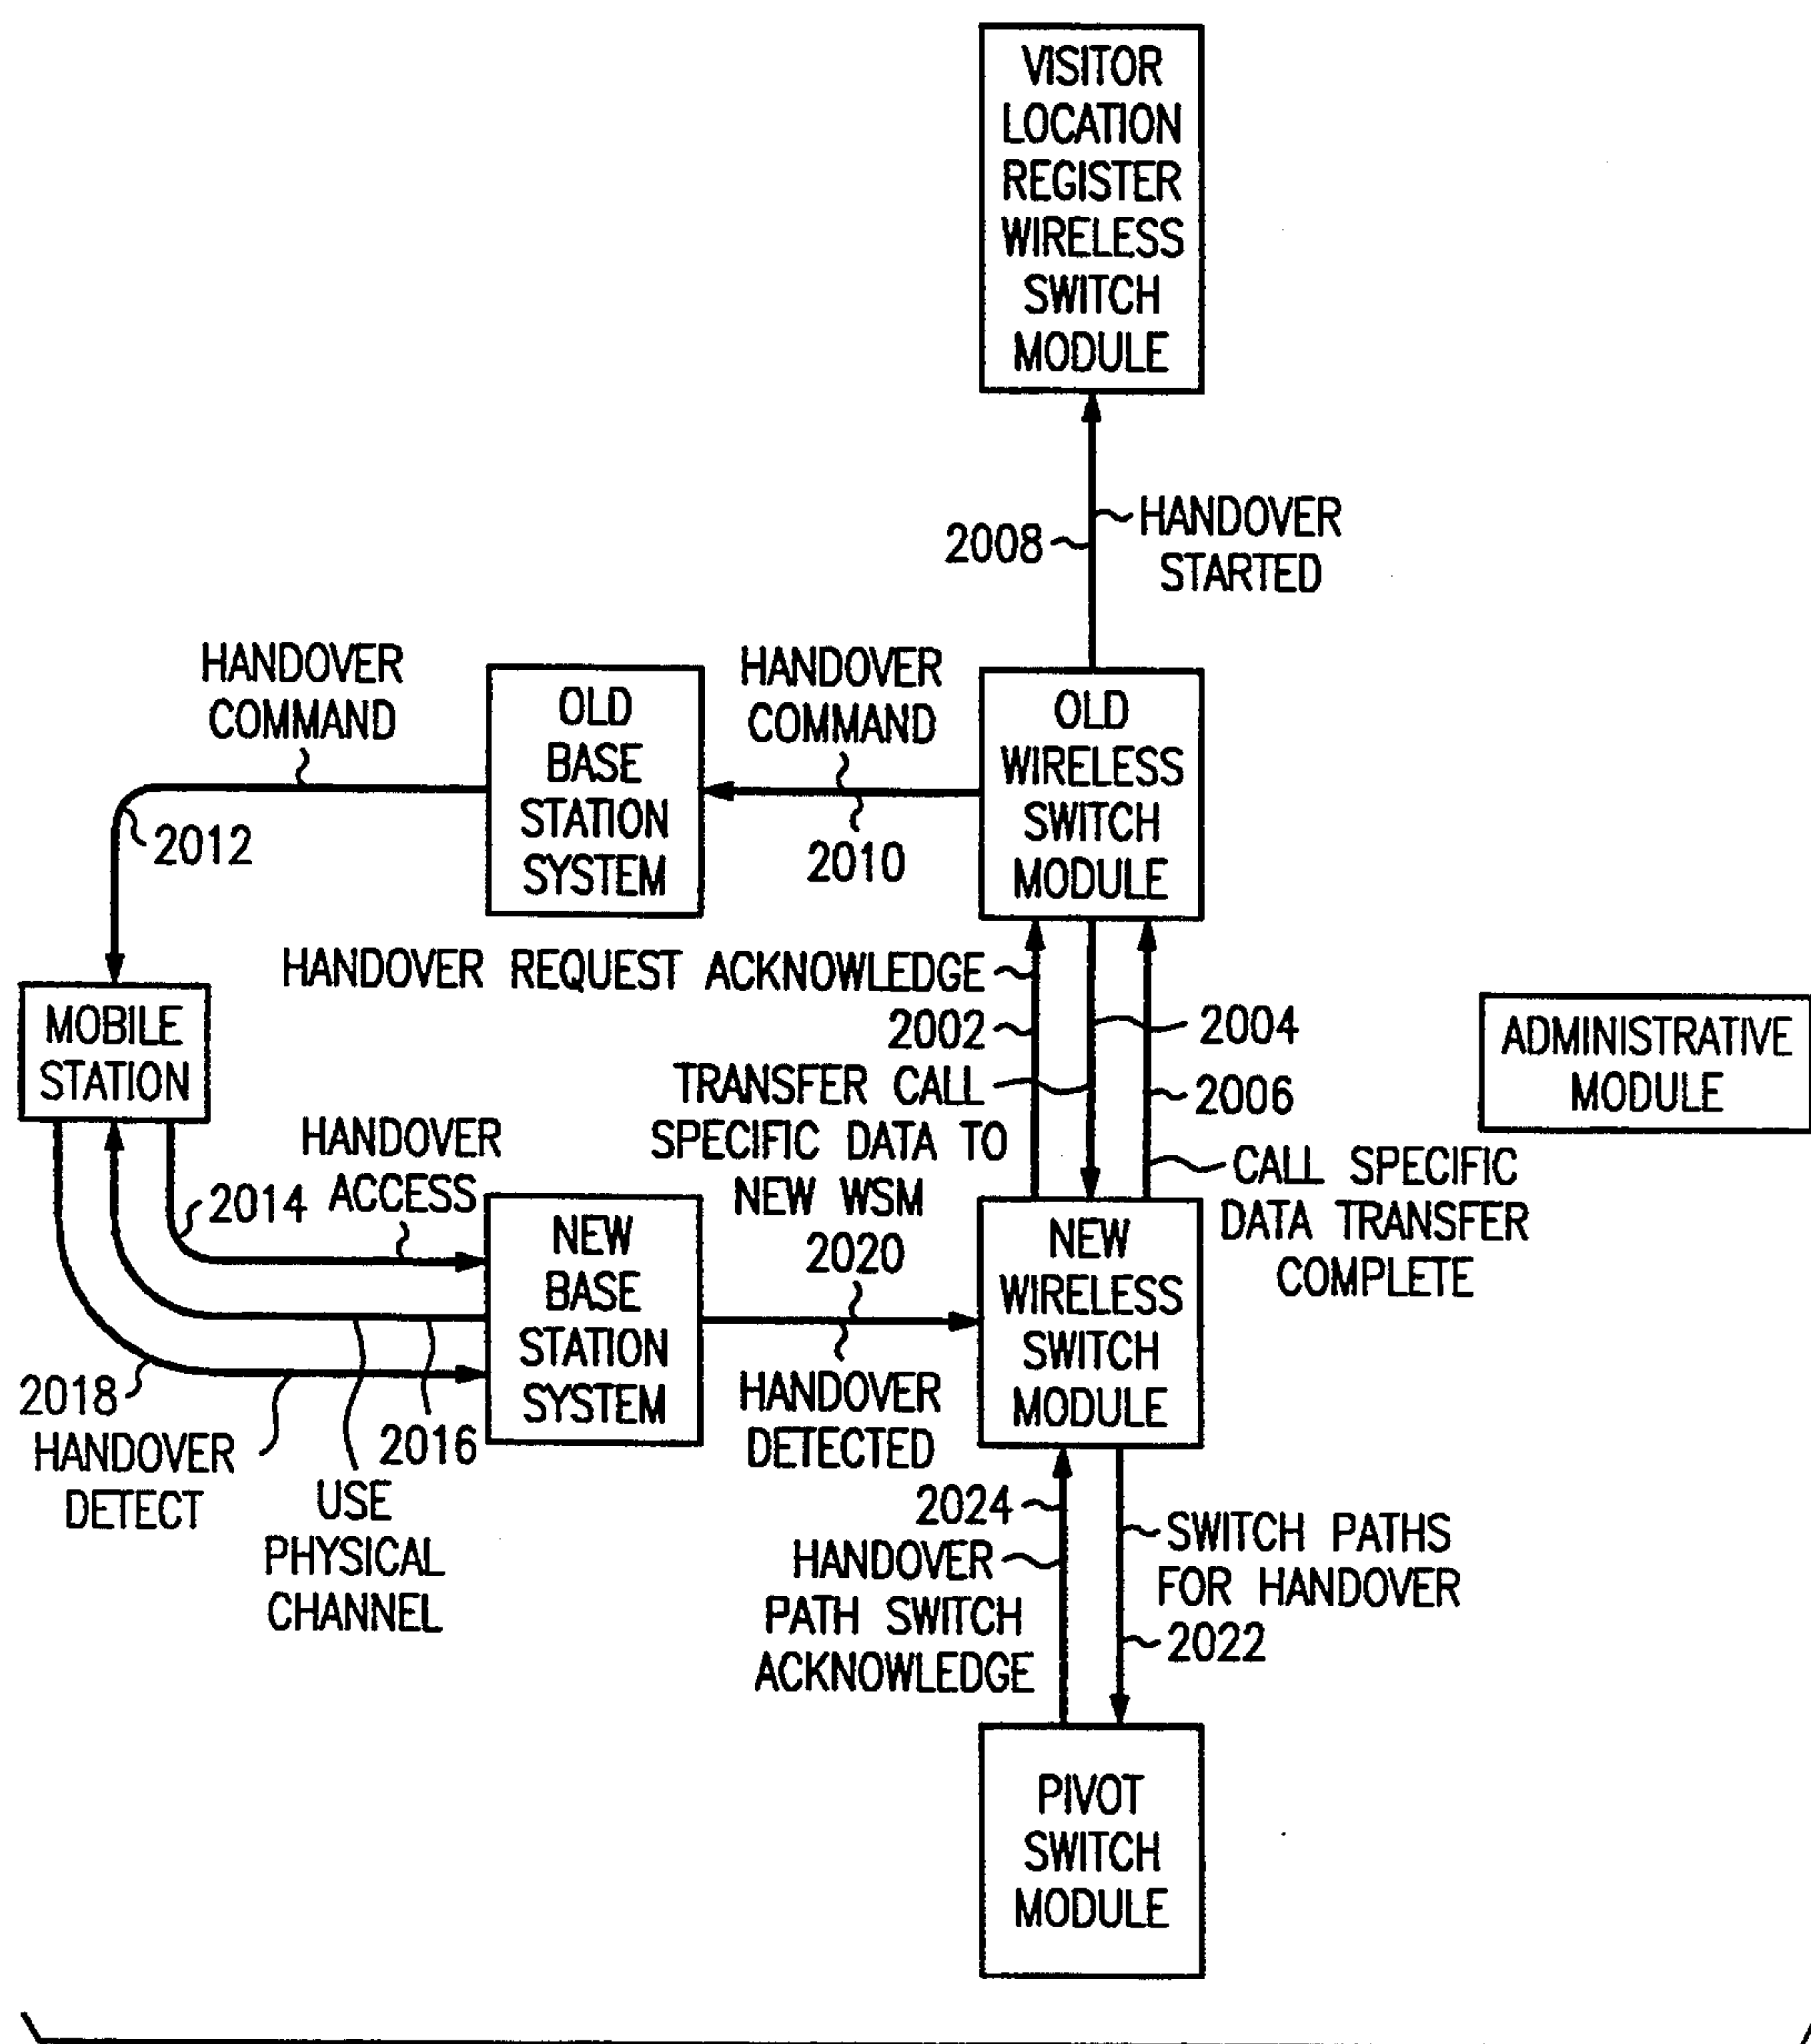 VISITOR
LOCATION
REGISTER
WIRELESS
SWITCH
MODULE
2008
HANDOVER
STARTED
HANDOVER
COMMAND
2012
OLD
BASE
STATION
SYSTEM
HANDOVER
COMMAND
2010
OLD
WIRELESS
SWITCH
MODULE
HANDOVER REQUEST ACKNOWLEDGE
2002
2004
TRANSFER CALL
SPECIFIC DATA TO
NEW WSM
2006
CALL SPECIFIC
DATA TRANSFER
COMPLETE
ADMINISTRATIVE
MODULE
MOBILE
STATION
HANDOVER
ACCESS
2014
2018
HANDOVER
DETECT
2016
USE
PHYSICAL
CHANNEL
NEW
BASE
STATION
SYSTEM
2020
HANDOVER
DETECTED
NEW
WIRELESS
SWITCH
MODULE
2024
HANDOVER
PATH SWITCH
ACKNOWLEDGE
SWITCH PATHS
FOR HANDOVER
2022
PIVOT
SWITCH
MODULE